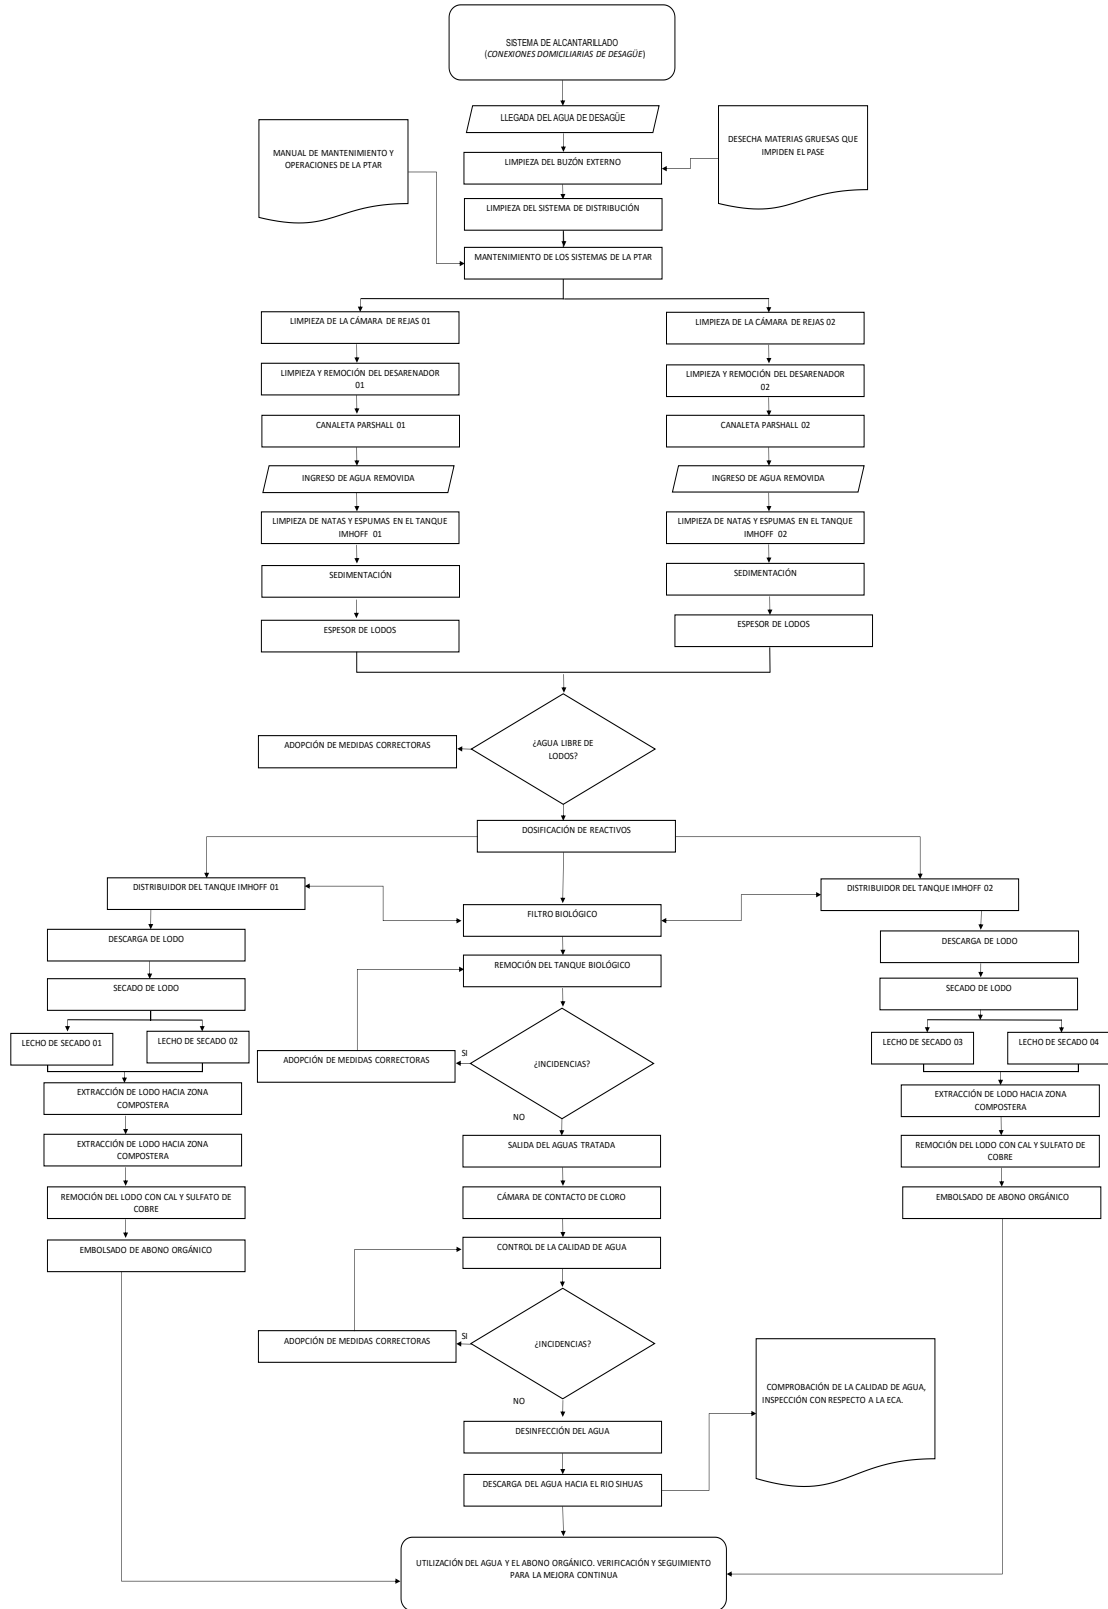 SISTEMA DE ALCANTARILLADO
(CONEXIONES DOMICILIARIAS DE DESAGÜE)
LLEGADA DEL AGUA DE DESAGÜE
MANUAL DE MANTENIMIENTO Y
OPERACIONES DE LA PTAR
DESECHA MATERIAS GRUESAS QUE
IMPIDEN EL PASE
LIMPIEZA DEL BUZÓN EXTERNO
LIMPIEZA DEL SISTEMA DE DISTRIBUCIÓN
MANTENIMIENTO DE LOS SISTEMAS DE LA PTAR
LIMPIEZA DE LA CÁMARA DE REJAS 01
LIMPIEZA DE LA CÁMARA DE REJAS 02
LIMPIEZA Y REMOCIÓN DEL DESARENADOR
01
LIMPIEZA Y REMOCIÓN DEL DESARENADOR
02
CANALETA PARSHALL 01
CANALETA PARSHALL 02
INGRESO DE AGUA REMOVIDA
INGRESO DE AGUA REMOVIDA
LIMPIEZA DE NATAS Y ESPUMAS EN EL TANQUE
IMHOFF 01
LIMPIEZA DE NATAS Y ESPUMAS EN EL TANQUE
IMHOFF 02
SEDIMENTACIÓN
SEDIMENTACIÓN
ESPESOR DE LODOS
ESPESOR DE LODOS
¿AGUA LIBRE DE
LODOS?
ADOPCIÓN DE MEDIDAS CORRECTORAS
DOSIFICACIÓN DE REACTIVOS
DISTRIBUIDOR DEL TANQUE IMHOFF 01
DISTRIBUIDOR DEL TANQUE IMHOFF 02
FILTRO BIOLÓGICO
DESCARGA DE LODO
DESCARGA DE LODO
REMOCIÓN DEL TANQUE BIOLÓGICO
SECADO DE LODO
SECADO DE LODO
LECHO DE SECADO 01
LECHO DE SECADO 02
LECHO DE SECADO 03
LECHO DE SECADO 04
SI
ADOPCIÓN DE MEDIDAS CORRECTORAS
¿INCIDENCIAS?
EXTRACCIÓN DE LODO HACIA ZONA
COMPOSTERA
EXTRACCIÓN DE LODO HACIA ZONA
COMPOSTERA
NO
EXTRACCIÓN DE LODO HACIA ZONA
COMPOSTERA
SALIDA DEL AGUAS TRATADA
REMOCIÓN DEL LODO CON CAL Y SULFATO DE
COBRE
REMOCIÓN DEL LODO CON CAL Y SULFATO DE
COBRE
CÁMARA DE CONTACTO DE CLORO
EMBOLSADO DE ABONO ORGÁNICO
EMBOLSADO DE ABONO ORGÁNICO
CONTROL DE LA CALIDAD DE AGUA
SI
ADOPCIÓN DE MEDIDAS CORRECTORAS
¿INCIDENCIAS?
NO
COMPROBACIÓN DE LA CALIDAD DE AGUA,
INSPECCIÓN CON RESPECTO A LA ECA.
DESINFECCIÓN DEL AGUA
DESCARGA DEL AGUA HACIA EL RIO SIHUAS
UTILIZACIÓN DEL AGUA Y EL ABONO ORGÁNICO. VERIFICACIÓN Y SEGUIMIENTO
PARA LA MEJORA CONTINUA